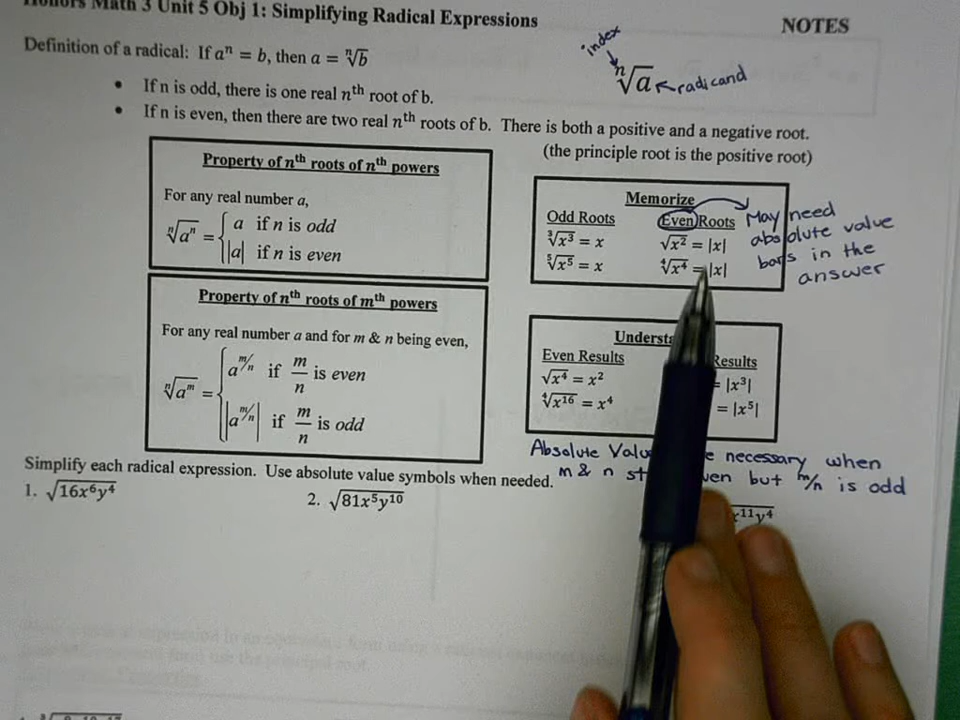 Honors Math 3 Unit 5 Obj 1: Simplifying Radical Expressions
NOTES
Definition of a radical: If aⁿ = b, then a = ⁿ√b
index
ⁿ√a ← radicand
• If n is odd, there is one real nᵗʰ root of b.
• If n is even, then there are two real nᵗʰ roots of b. There is both a positive and a negative root.
(the principle root is the positive root)
Property of nᵗʰ roots of nᵗʰ powers
For any real number a,
ⁿ√aⁿ = { a if n is odd
|a| if n is even
Memorize
Odd Roots
³√x³ = x
⁵√x⁵ = x
Even Roots
√x² = |x|
⁴√x⁴ = |x|
May need
absolute value
bars in the
answer
Property of nᵗʰ roots of mᵗʰ powers
For any real number a and for m & n being even,
ⁿ√aᵐ = { a^(m/n) if m/n is even
|a^(m/n)| if m/n is odd
Even Results
√x⁴ = x²
⁴√x¹⁶ = x⁴
Results
= |x³|
= |x⁵|
Absolute necessary when
m & n but m/n is odd
Simplify each radical expression. Use absolute value symbols when needed.
1. √16x⁶y⁴
2. √81x⁵y¹⁰
x¹¹y⁴